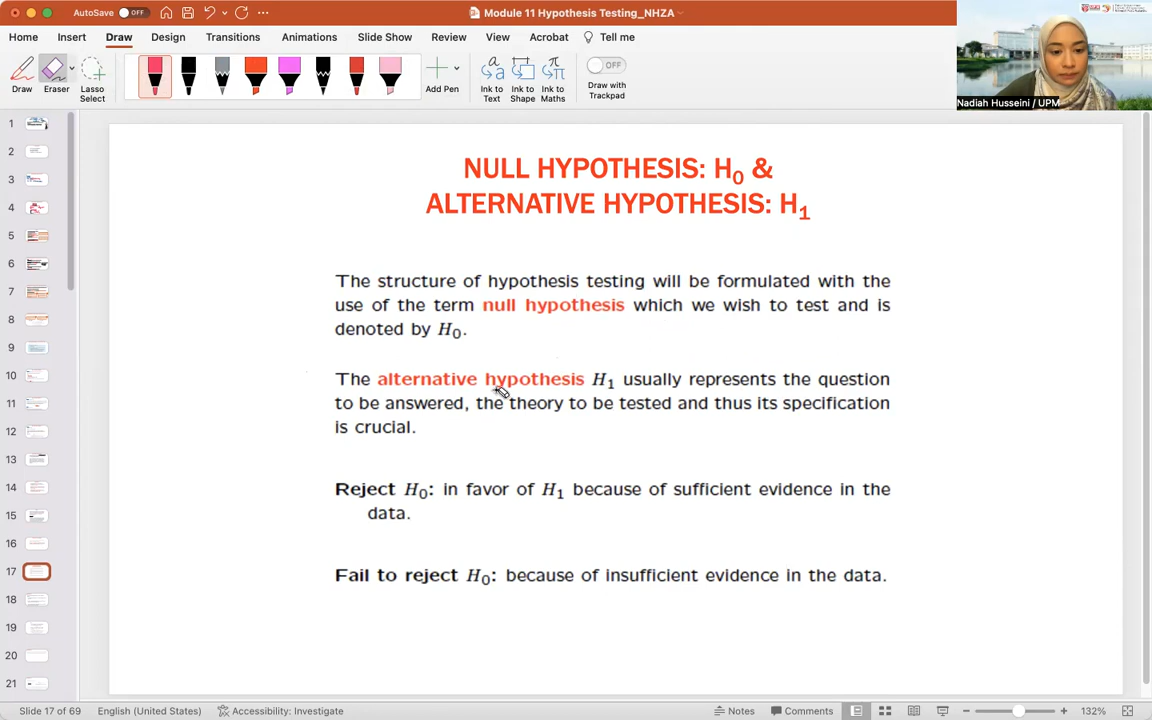 AutoSave OFF
Module 11 Hypothesis Testing_NHZA
Home Insert Draw Design Transitions Animations Slide Show Review View Acrobat Tell me
Draw
Eraser
Lasso
Select
Add Pen
Ink to
Text
Ink to
Shape
Ink to
Maths
OFF
Draw with
Trackpad
Nadiah Husseini / UPM
1
2
3
4
5
6
7
8
9
10
11
12
13
14
15
16
17
18
19
20
21
NULL HYPOTHESIS: H0 &
ALTERNATIVE HYPOTHESIS: H1
The structure of hypothesis testing will be formulated with the
use of the term null hypothesis which we wish to test and is
denoted by H0.
The alternative hypothesis H1 usually represents the question
to be answered, the theory to be tested and thus its specification
is crucial.
Reject H0: in favor of H1 because of sufficient evidence in the
data.
Fail to reject H0: because of insufficient evidence in the data.
Slide 17 of 69 English (United States) Accessibility: Investigate Notes Comments 132%